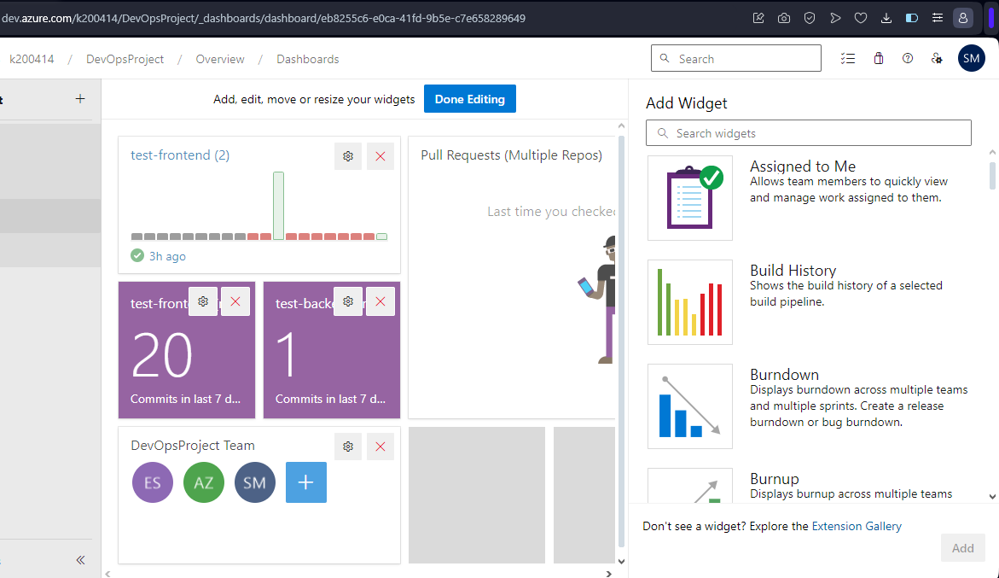 dev.azure.com/k200414/DevOpsProject/_dashboards/dashboard/eb8255c6-e0ca-41fd-9b5e-c7e658289649
k200414 / DevOpsProject / Overview / Dashboards
Search
SM
Add, edit, move or resize your widgets
Done Editing
test-frontend (2)
3h ago
Pull Requests (Multiple Repos)
Last time you checked
test-front
20
Commits in last 7 d...
test-backe
1
Commits in last 7 d...
DevOpsProject Team
ES
AZ
SM
Add Widget
Search widgets
Assigned to Me
Allows team members to quickly view
and manage work assigned to them.
Build History
Shows the build history of a selected
build pipeline.
Burndown
Displays burndown across multiple teams
and multiple sprints. Create a release
burndown or bug burndown.
Burnup
Displays burnup across multiple teams
Don't see a widget? Explore the Extension Gallery
Add